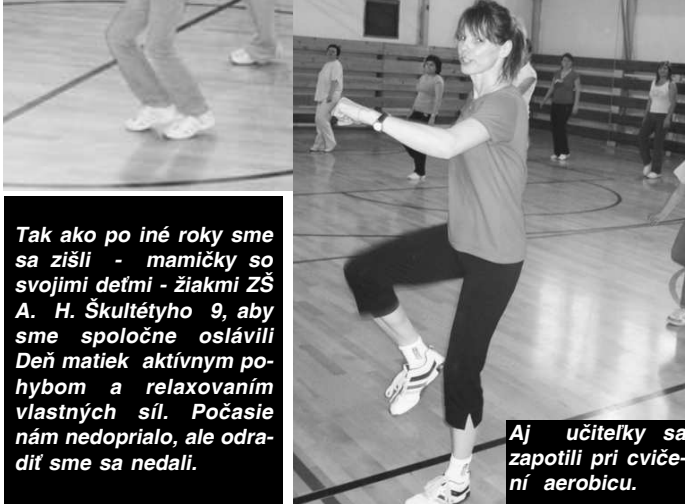 Tak ako po iné roky sme
sa zišli - mamičky so
svojimi deťmi - žiakmi ZŠ
A. H. Škultétyho 9, aby
sme spoločne oslávili
Deň matiek aktívnym po-
hybom a relaxovaním
vlastných síl. Počasie
nám nedoprialo, ale odra-
diť sme sa nedali.
Aj učiteľky sa
zapotili pri cviče-
ní aerobicu.